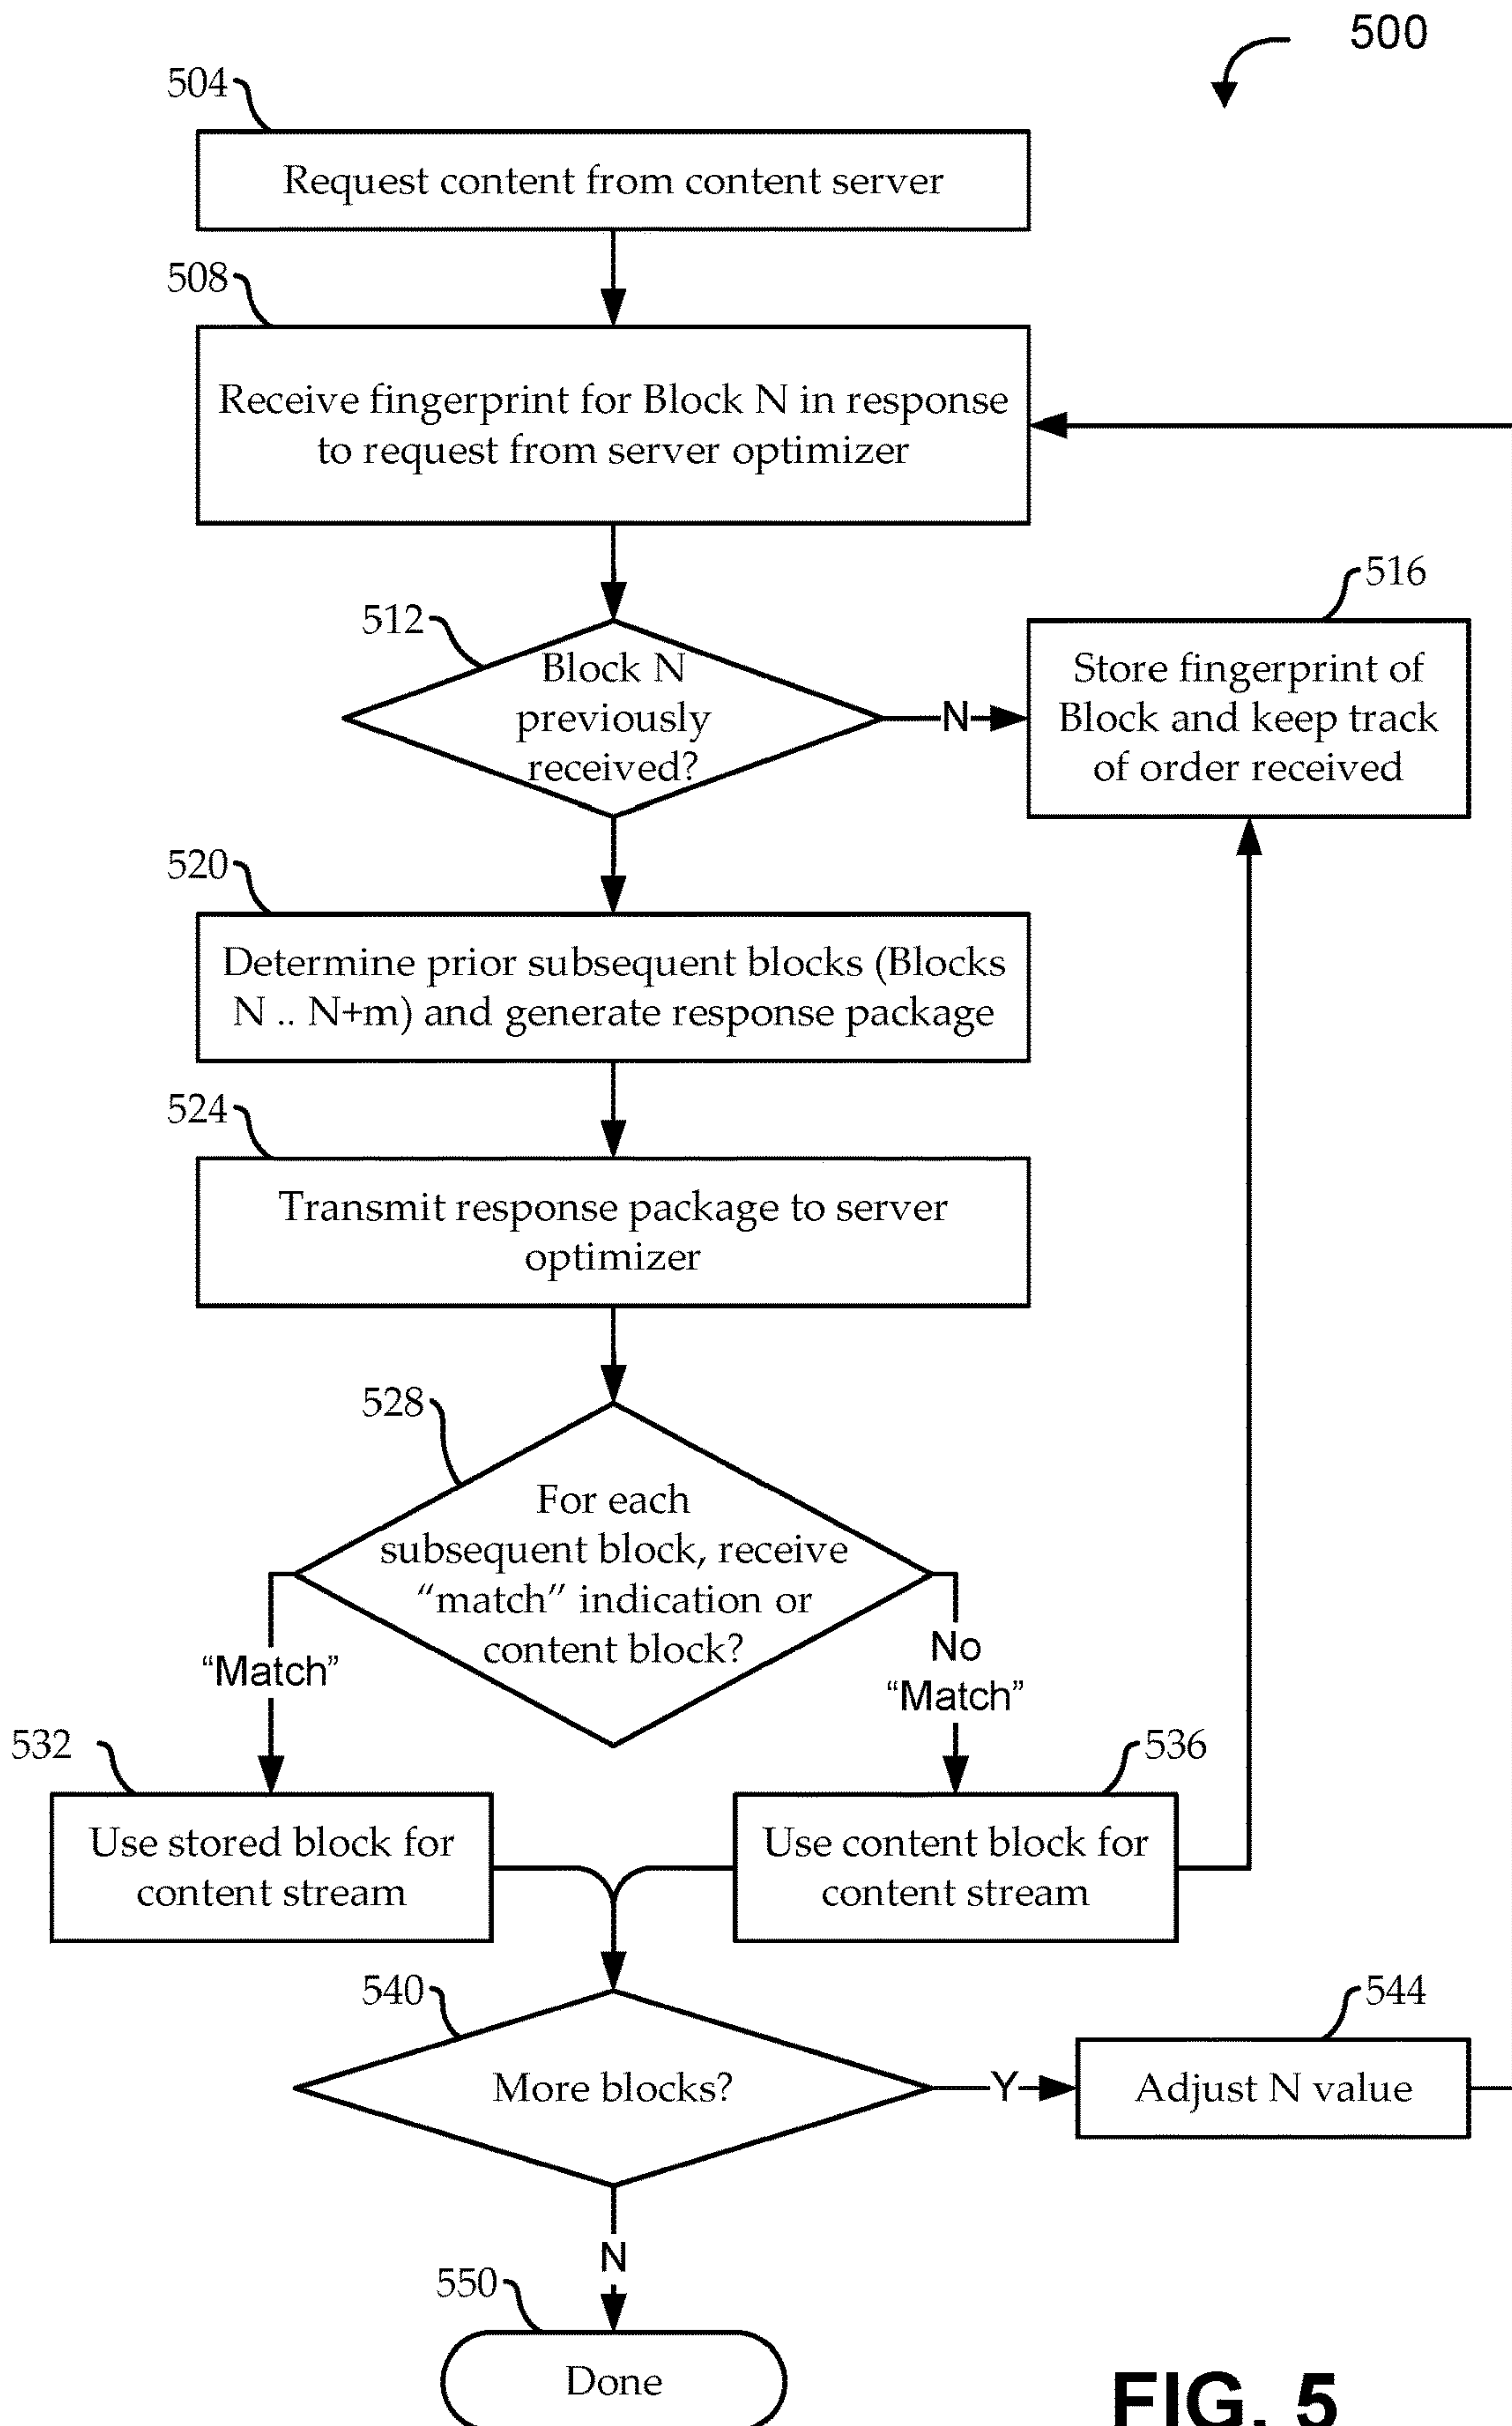 500
504
Request content from content server
508
Receive fingerprint for Block N in response
to request from server optimizer
512
Block N
previously
received?
N
516
Store fingerprint of
Block and keep track
of order received
520
Determine prior subsequent blocks (Blocks
N .. N+m) and generate response package
524
Transmit response package to server
optimizer
528
For each
subsequent block, receive
“match” indication or
content block?
“Match”
No
“Match”
532
Use stored block for
content stream
536
Use content block for
content stream
540
More blocks?
Y
544
Adjust N value
N
550
Done
FIG. 5